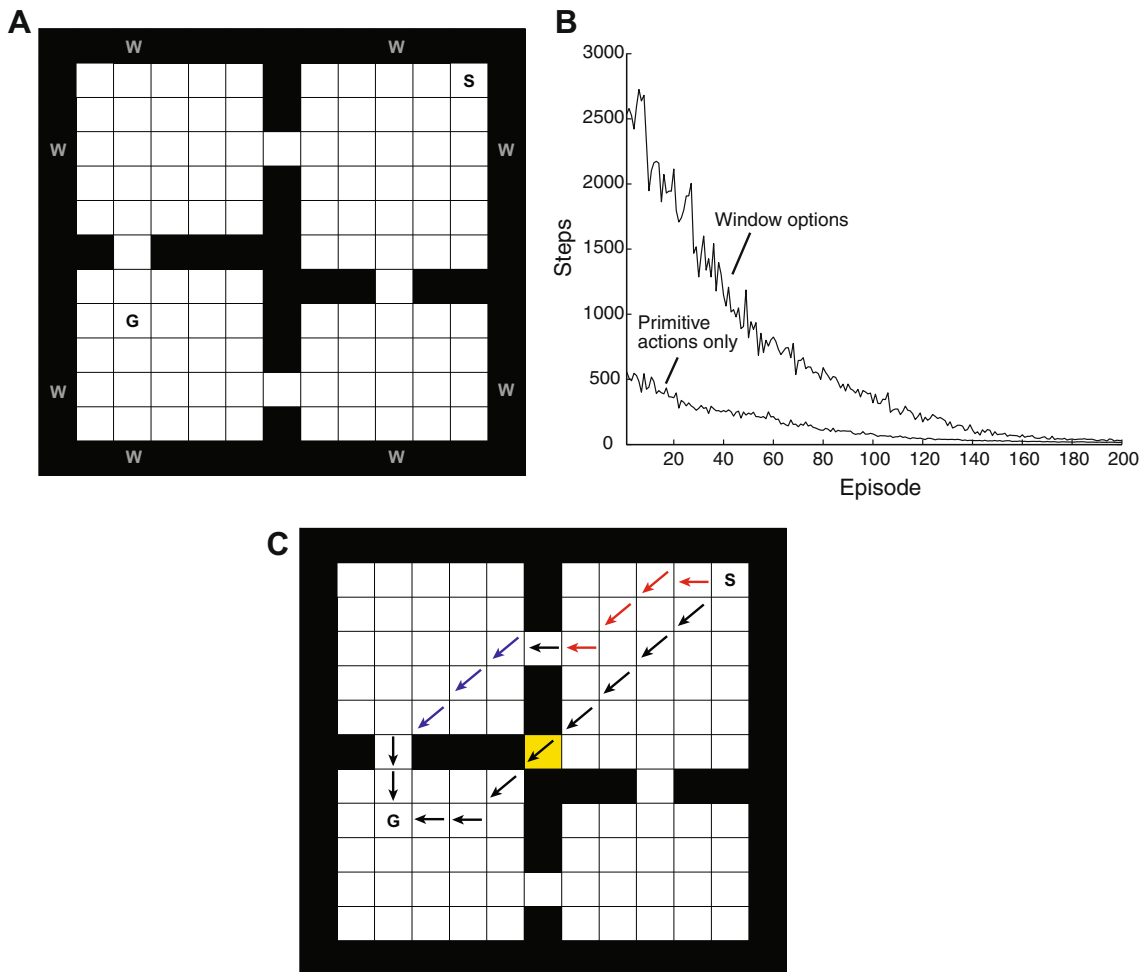 A
W W
S
W W
G
W W
W W
B
3000
2500
2000
1500
1000
500
0
Steps
Window options
Primitive
actions only
20 40 60 80 100 120 140 160 180 200
Episode
C
S
G